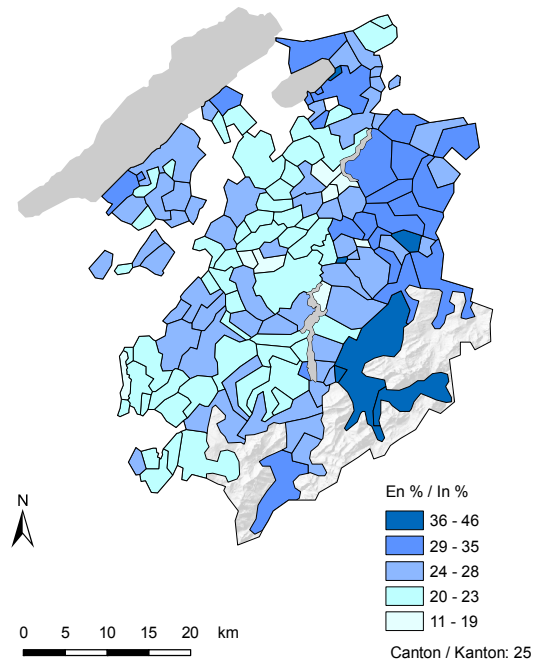 N
0 5 10 15 20 km
En % / In %
36 - 46
29 - 35
24 - 28
20 - 23
11 - 19
Canton / Kanton: 25